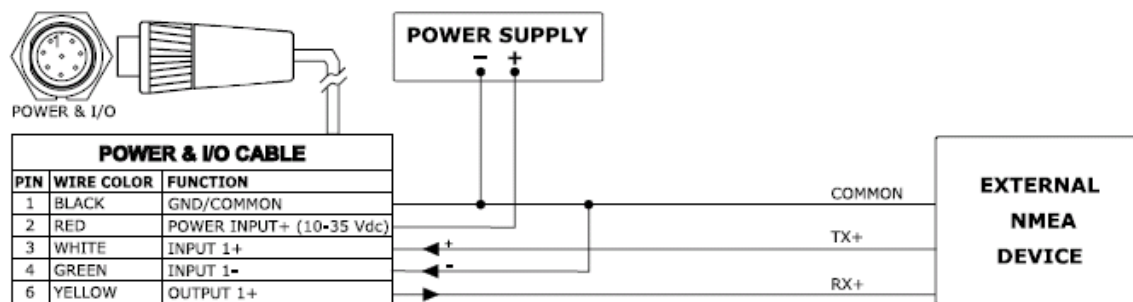 POWER SUPPLY
- +
1
POWER & I/O
POWER & I/O CABLE
PIN WIRE COLOR FUNCTION
1 BLACK GND/COMMON
2 RED POWER INPUT+ (10-35 Vdc)
3 WHITE INPUT 1+
4 GREEN INPUT 1-
6 YELLOW OUTPUT 1+
+
-
COMMON
TX+
RX+
EXTERNAL
NMEA
DEVICE